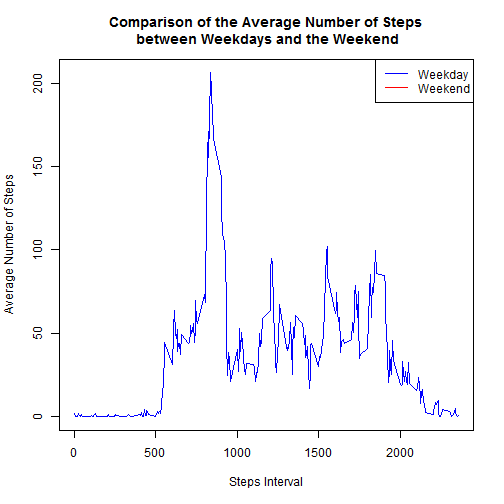 Comparison of the Average Number of Steps
between Weekdays and the Weekend
Weekday
Weekend
Average Number of Steps
200
150
100
50
0
0 500 1000 1500 2000
Steps Interval